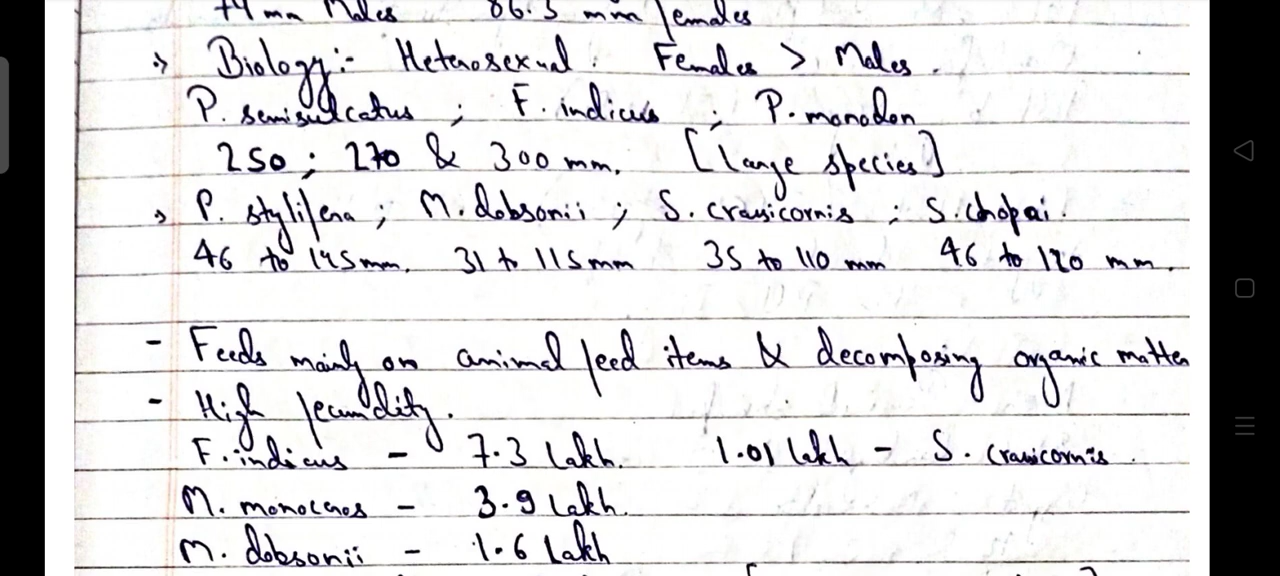 74 mm Males 86.5 mm females
→ Biology:- Heterosexual. Females > Males.
P. semisulcatus ; F. indicus ; P. monodon
250 ; 270 & 300 mm. [large species]
→ P. stylifera ; M. dobsonii ; S. crassicornis ; S. chopai.
46 to 145 mm. 31 to 115 mm 35 to 110 mm 46 to 120 mm.
- Feeds mainly on animal feed items & decomposing organic matter
- High fecundity.
F. indicus - 7.3 Lakh. 1.01 lakh - S. crassicornis.
M. monoceros - 3.9 Lakh.
M. dobsonii - 1.6 Lakh